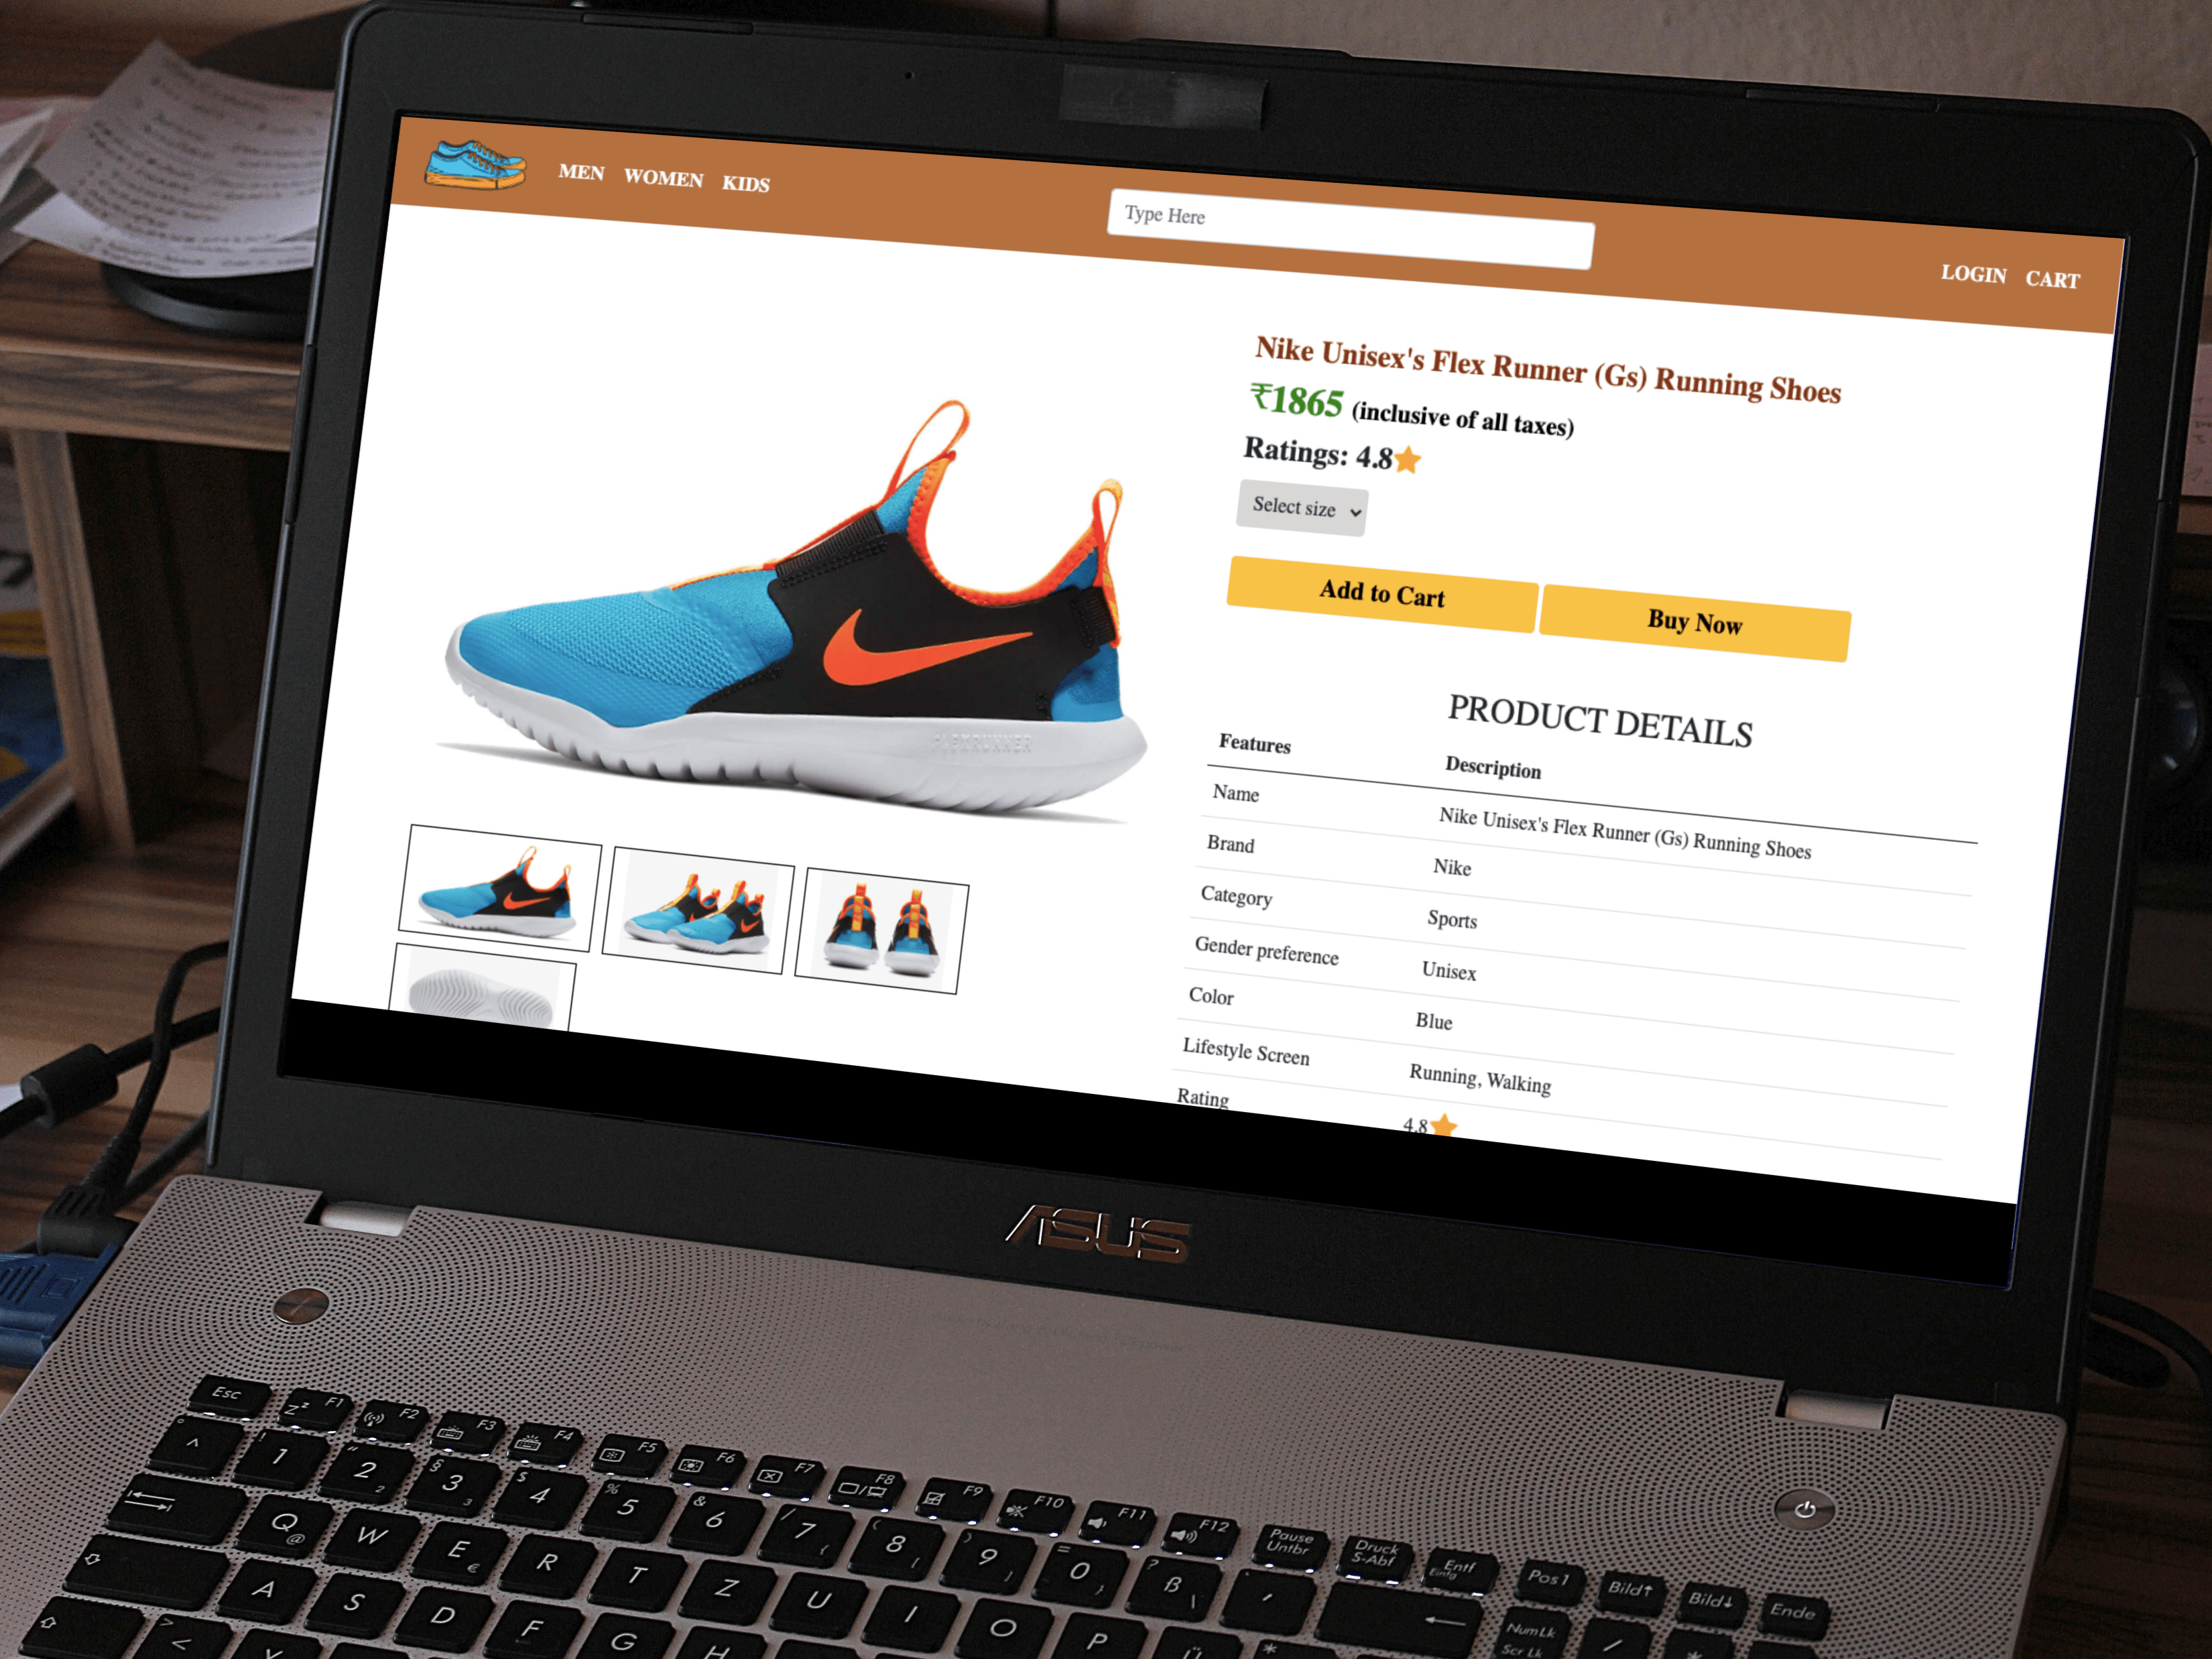 MEN WOMEN KIDS
Type Here
LOGIN CART
Nike Unisex's Flex Runner (Gs) Running Shoes
₹1865 (inclusive of all taxes)
Ratings: 4.8
Select size
Add to Cart
Buy Now
PRODUCT DETAILS
Features Description
Name Nike Unisex's Flex Runner (Gs) Running Shoes
Brand Nike
Category Sports
Gender preference Unisex
Color Blue
Lifestyle Screen Running, Walking
Rating 4.8
FLEXRUNNER
ASUS
Esc F1 F2 F3 F4 F5 F6 F7 F8 F9 F10 F11 F12 Pause Untbr Druck S-Abf Entf Einfg Pos1 Bild↑ Bild↓ Ende
^ ° 1 ! 2 " 2 3 § 3 4 $ 5 % 6 & 7 / { 8 ( [ 9 ) ] 0 = } ß ? \ ´ ` ← NumLk Scr Lk /
Q @ W E € R T Z U I O P Ü *
A S D F G H
> < Y